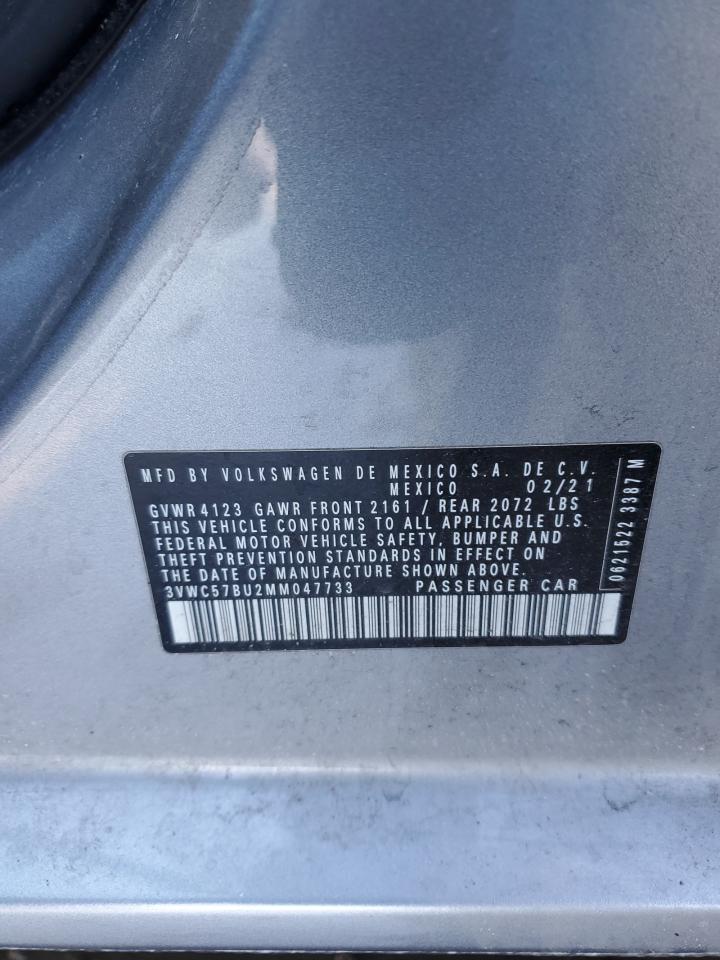 MFD BY VOLKSWAGEN DE MEXICO S.A. DE C.V.
MEXICO 02/21
GVWR 4123 GAWR FRONT 2161 / REAR 2072 LBS
THIS VEHICLE CONFORMS TO ALL APPLICABLE U.S.
FEDERAL MOTOR VEHICLE SAFETY, BUMPER AND
THEFT PREVENTION STANDARDS IN EFFECT ON
THE DATE OF MANUFACTURE SHOWN ABOVE.
3VWC57BU2MM047733 PASSENGER CAR
0621522 3387 M